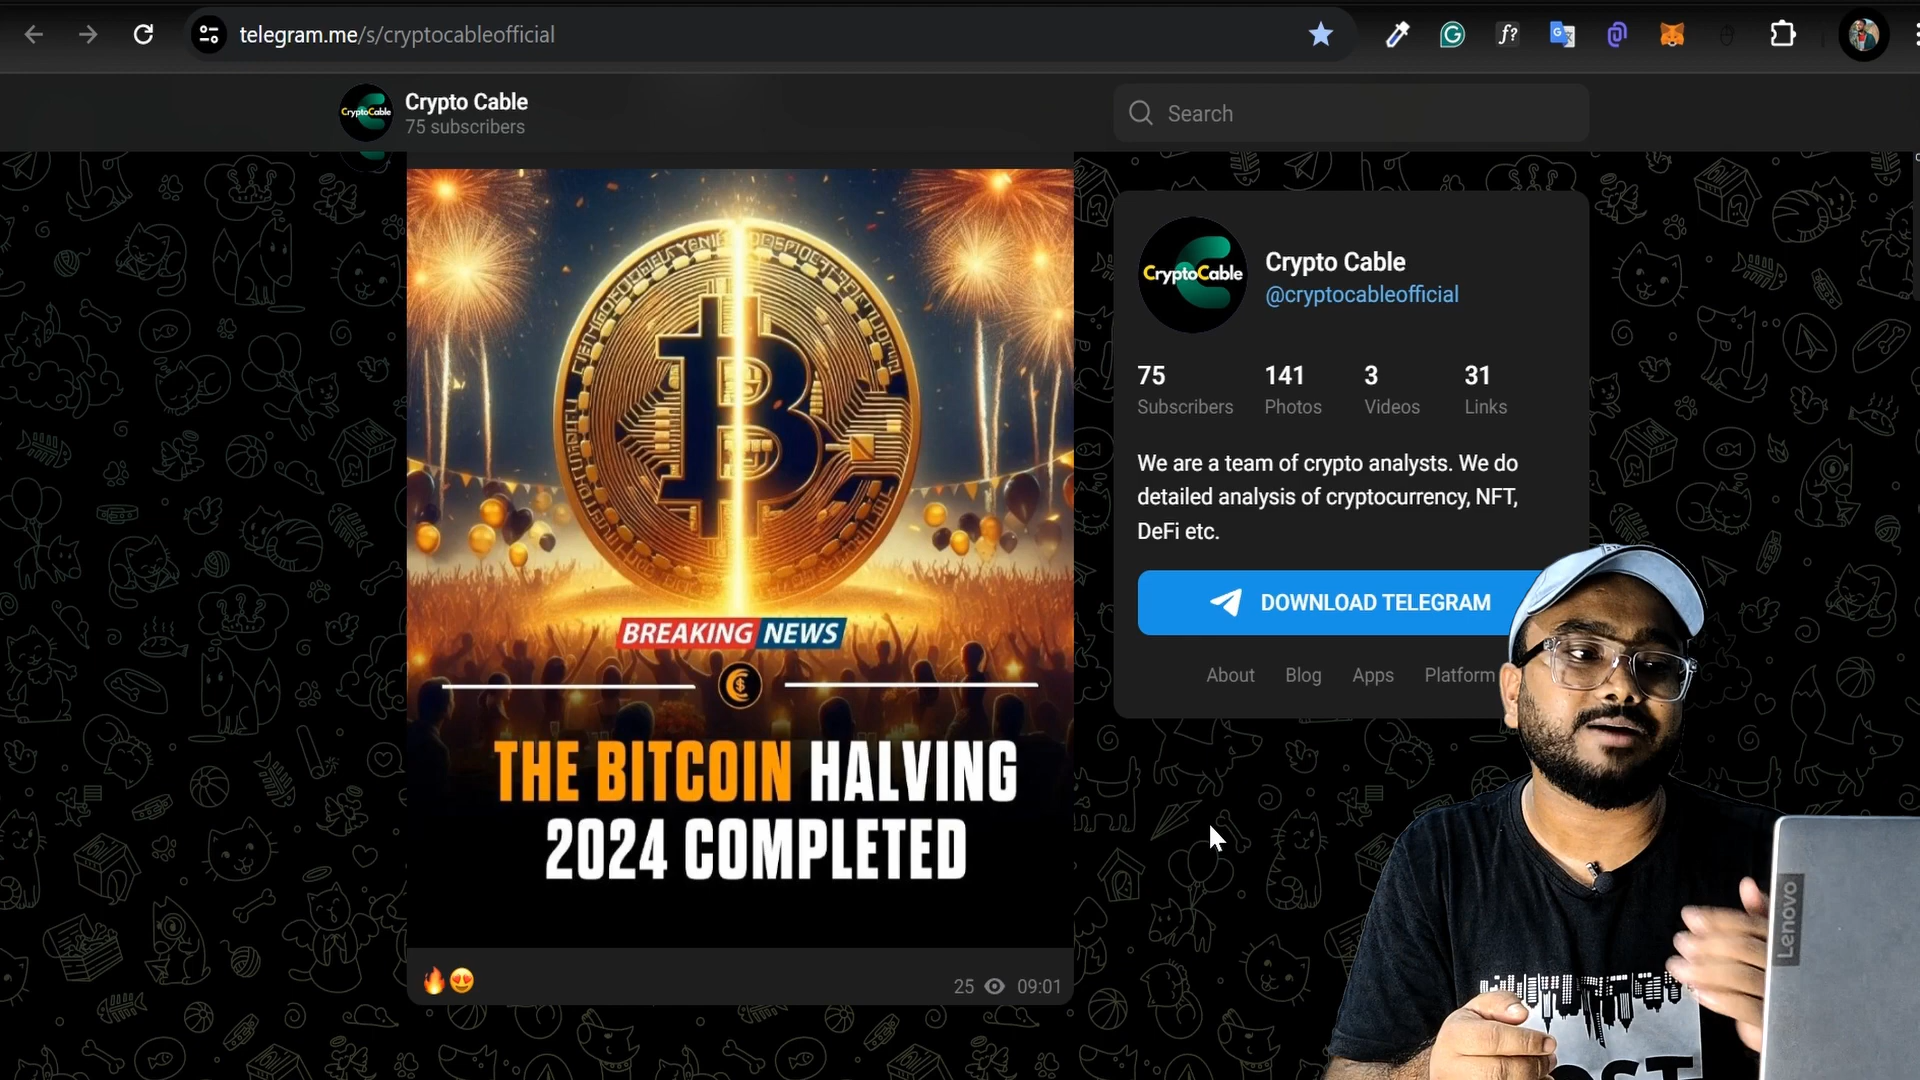 telegram.me/s/cryptocableofficial
f?
CryptoCable
Crypto Cable
75 subscribers
Search
CryptoCable
Crypto Cable
@cryptocableofficial
75
Subscribers
141
Photos
3
Videos
31
Links
We are a team of crypto analysts. We do
detailed analysis of cryptocurrency, NFT,
DeFi etc.
DOWNLOAD TELEGRAM
About
Blog
Apps
Platform
BREAKING NEWS
THE BITCOIN HALVING
2024 COMPLETED
25
09:01
Lenovo